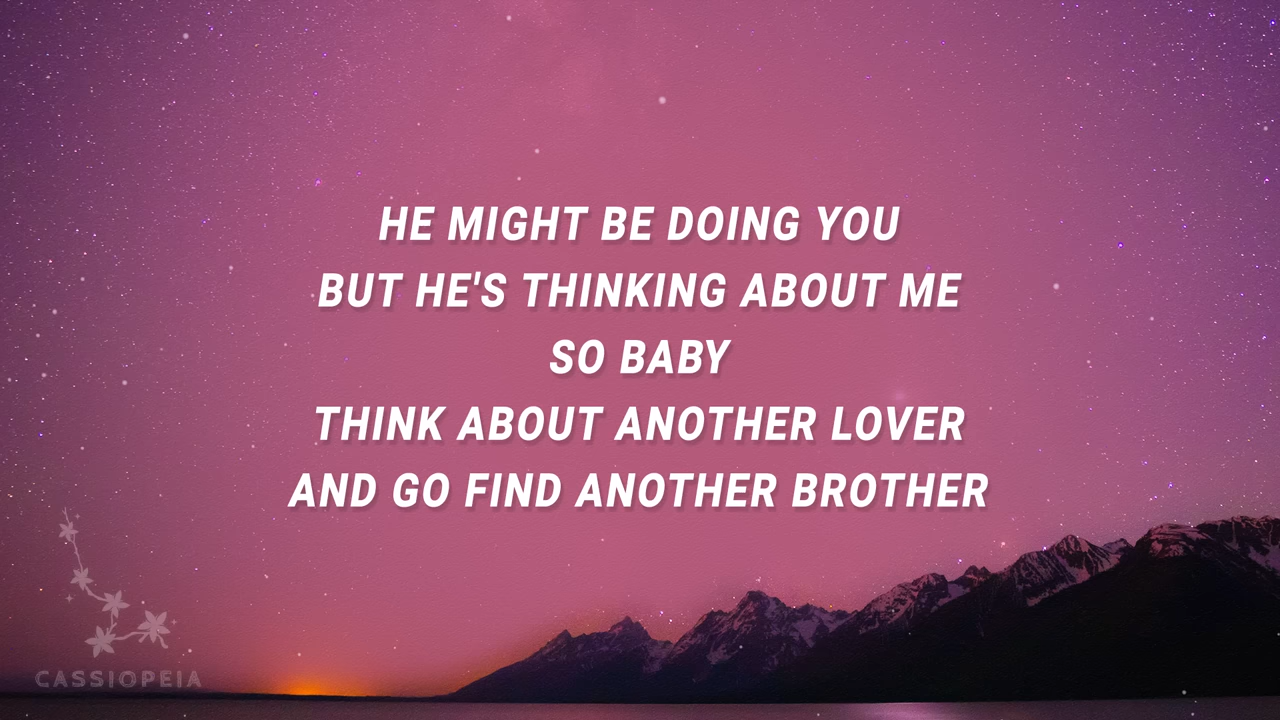 HE MIGHT BE DOING YOU
BUT HE'S THINKING ABOUT ME
SO BABY
THINK ABOUT ANOTHER LOVER
AND GO FIND ANOTHER BROTHER
CASSIOPEIA